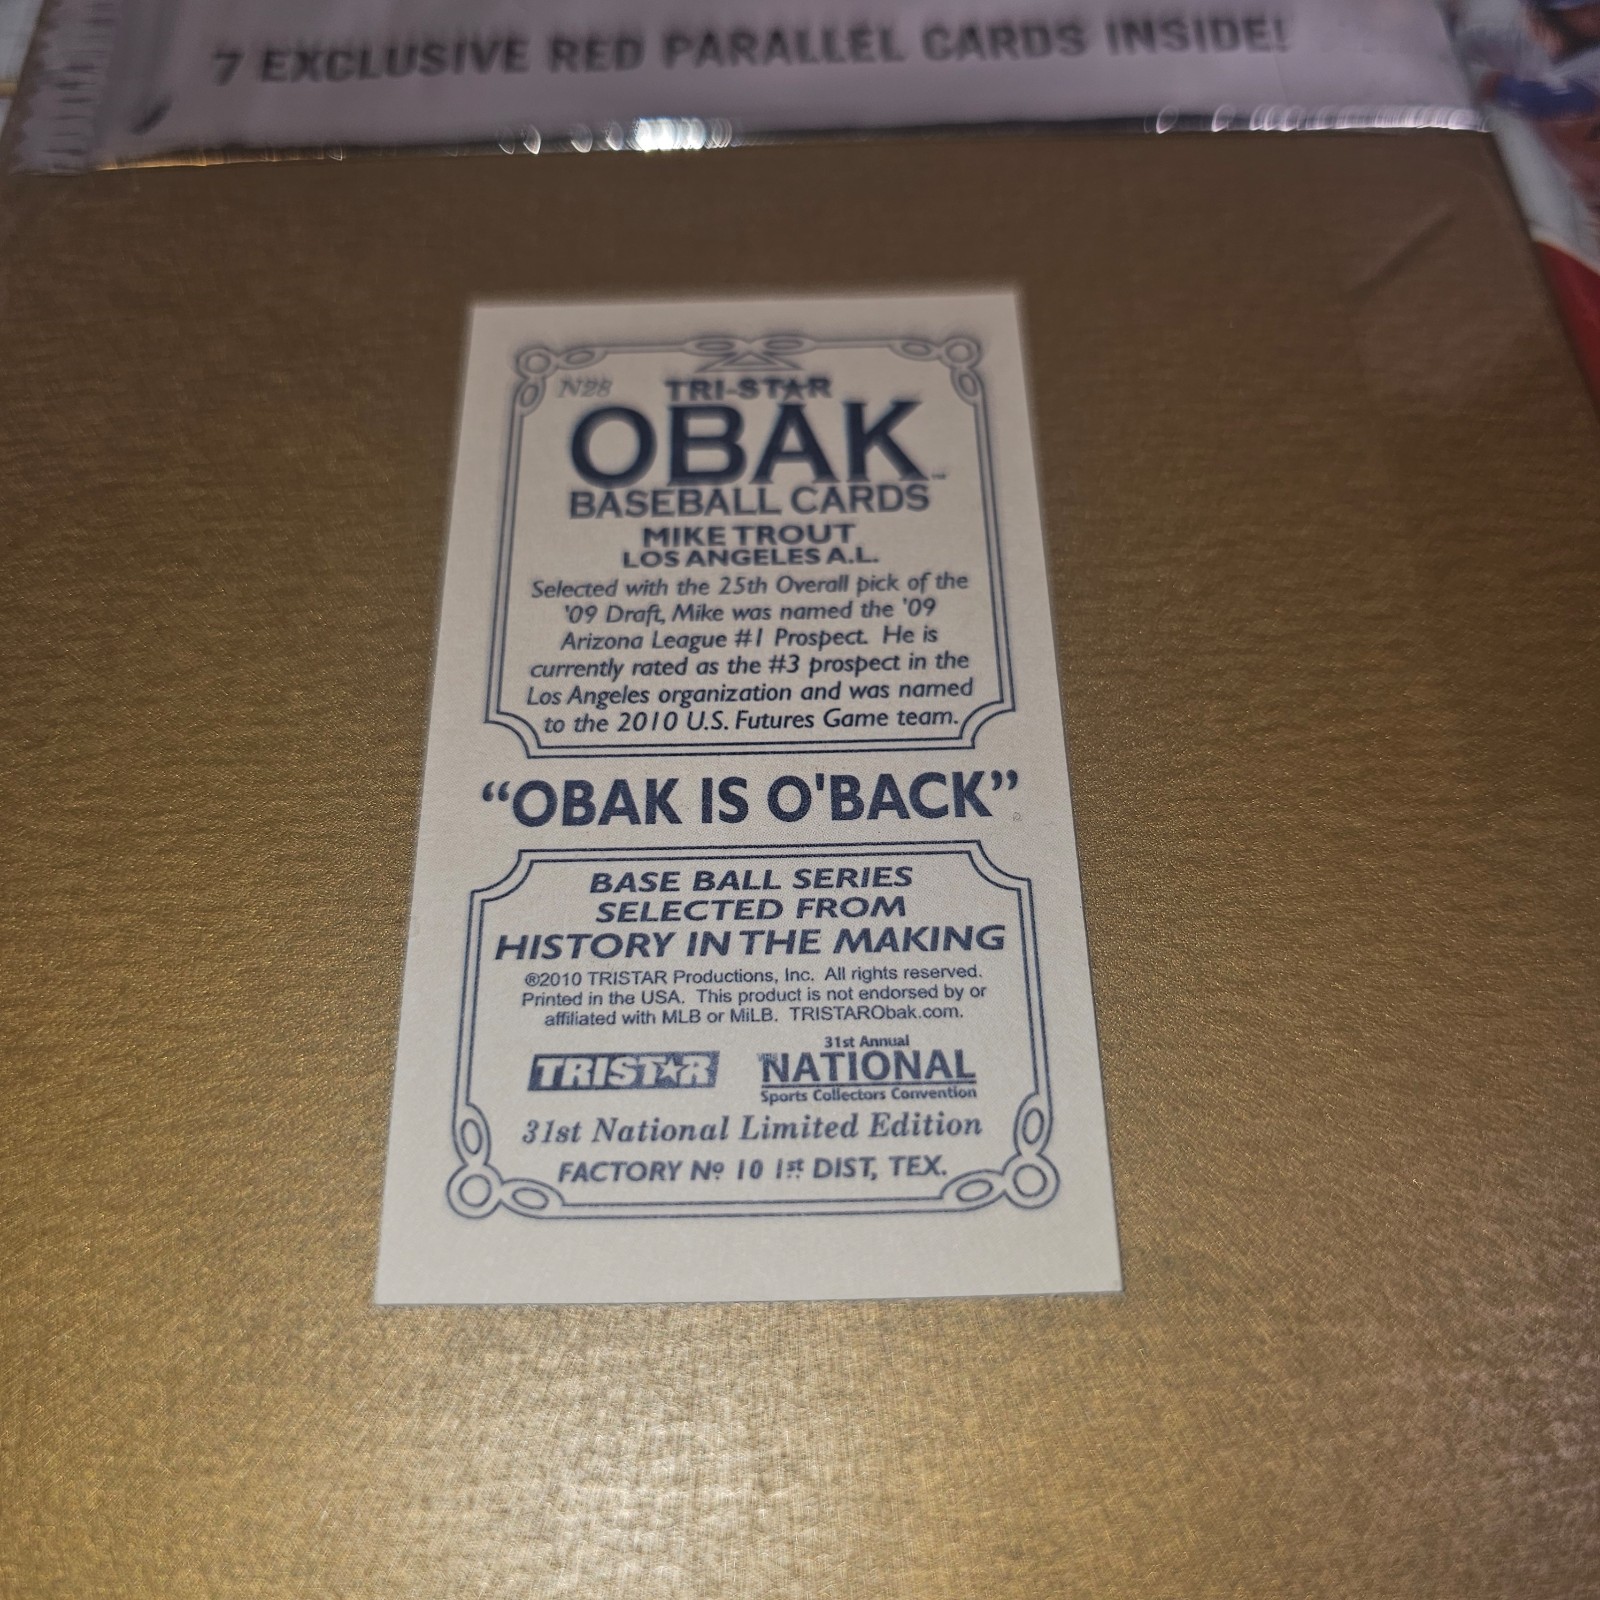 7 EXCLUSIVE RED PARALLEL CARDS INSIDE!
N28
TRI-STAR
OBAK™
BASEBALL CARDS
MIKE TROUT
LOS ANGELES A.L.
Selected with the 25th Overall pick of the
'09 Draft, Mike was named the '09
Arizona League #1 Prospect. He is
currently rated as the #3 prospect in the
Los Angeles organization and was named
to the 2010 U.S. Futures Game team.
“OBAK IS O'BACK”
BASE BALL SERIES
SELECTED FROM
HISTORY IN THE MAKING
®2010 TRISTAR Productions, Inc. All rights reserved.
Printed in the USA. This product is not endorsed by or
affiliated with MLB or MiLB. TRISTARObak.com.
TRISTAR
31st Annual
NATIONAL
Sports Collectors Convention
31st National Limited Edition
FACTORY Nº 10 1st DIST, TEX.